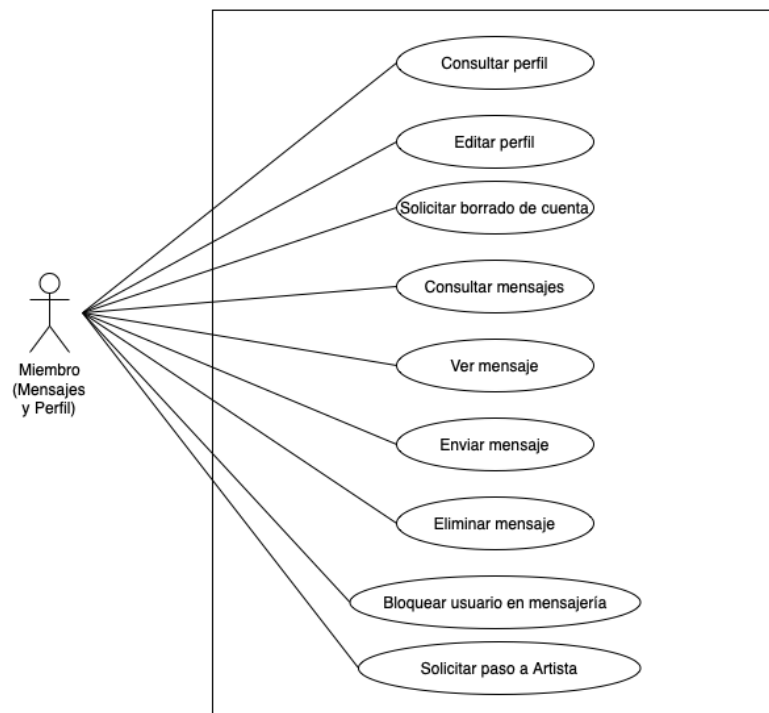 Consultar perfil
Editar perfil
Solicitar borrado de cuenta
Consultar mensajes
Ver mensaje
Miembro
(Mensajes
y Perfil)
Enviar mensaje
Eliminar mensaje
Bloquear usuario en mensajería
Solicitar paso a Artista